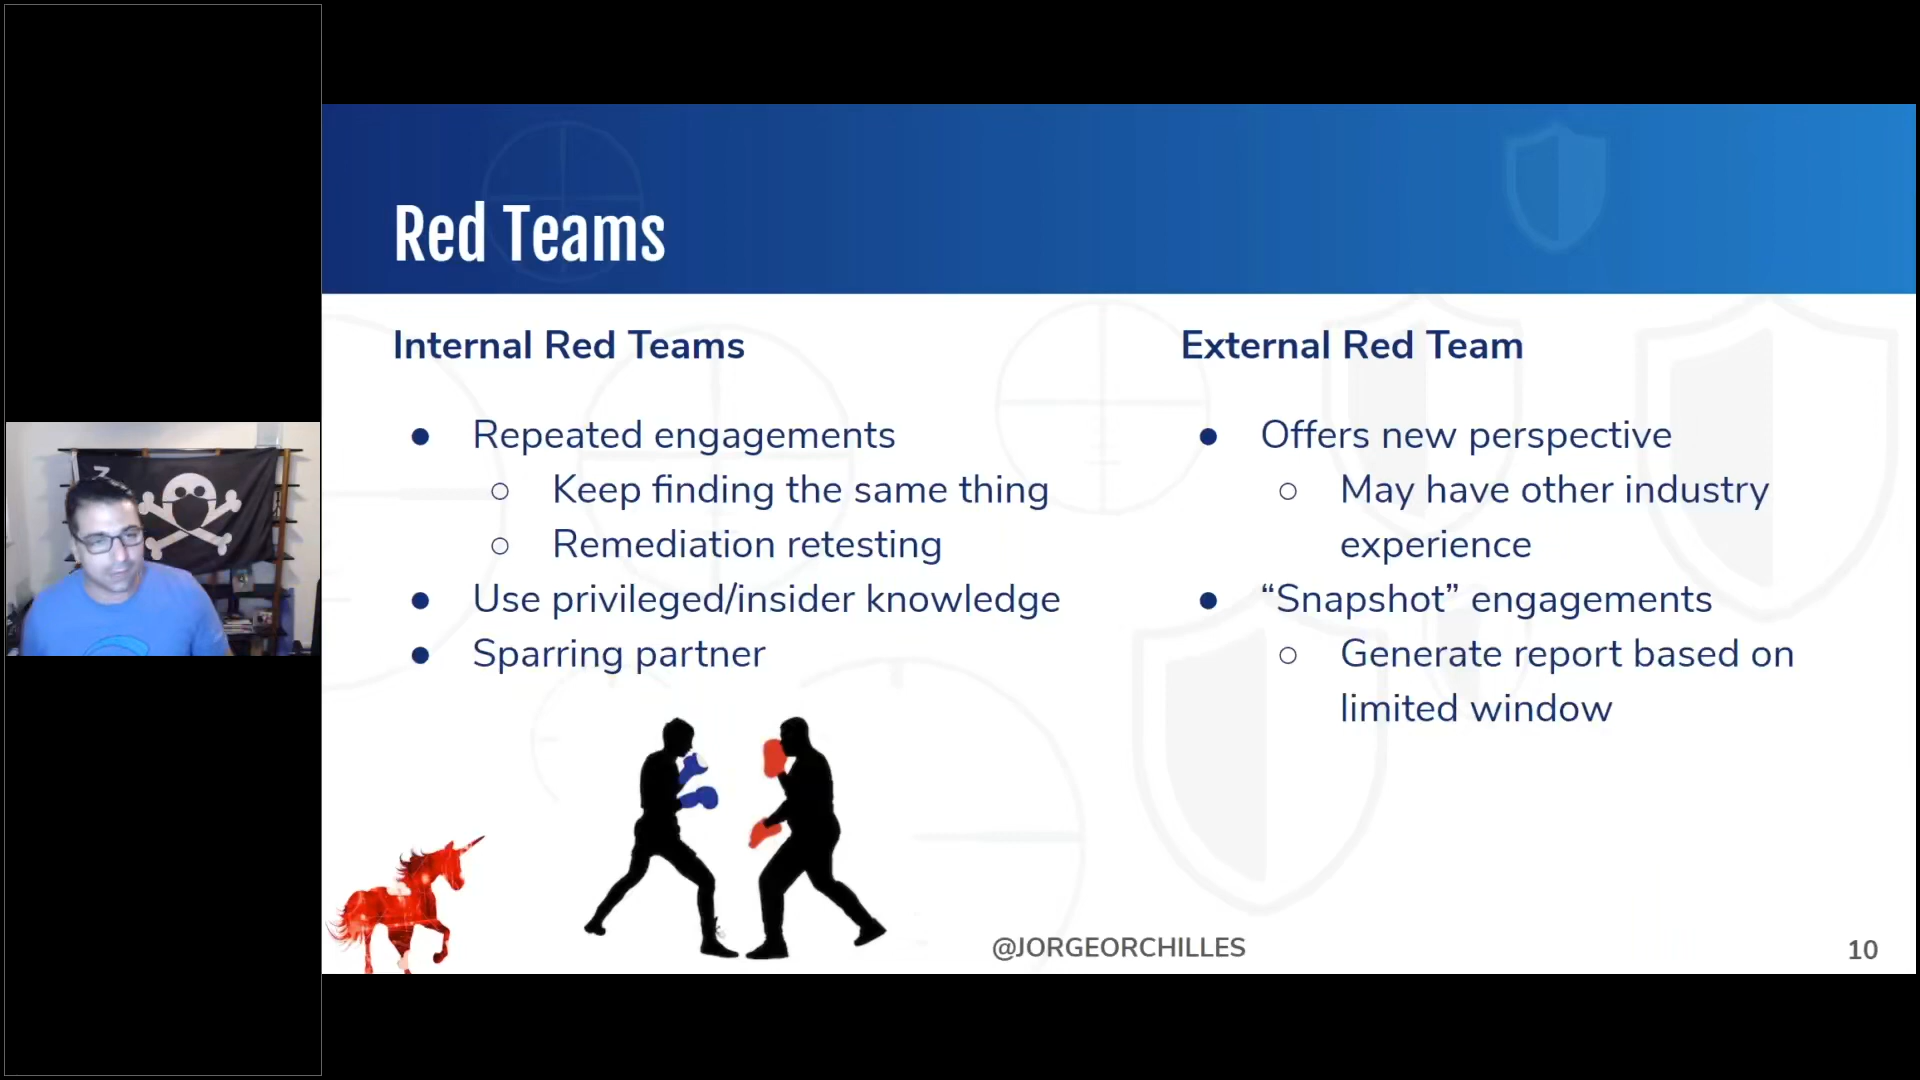 Red Teams
Internal Red Teams
● Repeated engagements
○ Keep finding the same thing
○ Remediation retesting
● Use privileged/insider knowledge
● Sparring partner
External Red Team
● Offers new perspective
○ May have other industry
experience
● “Snapshot” engagements
○ Generate report based on
limited window
@JORGEORCHILLES
10